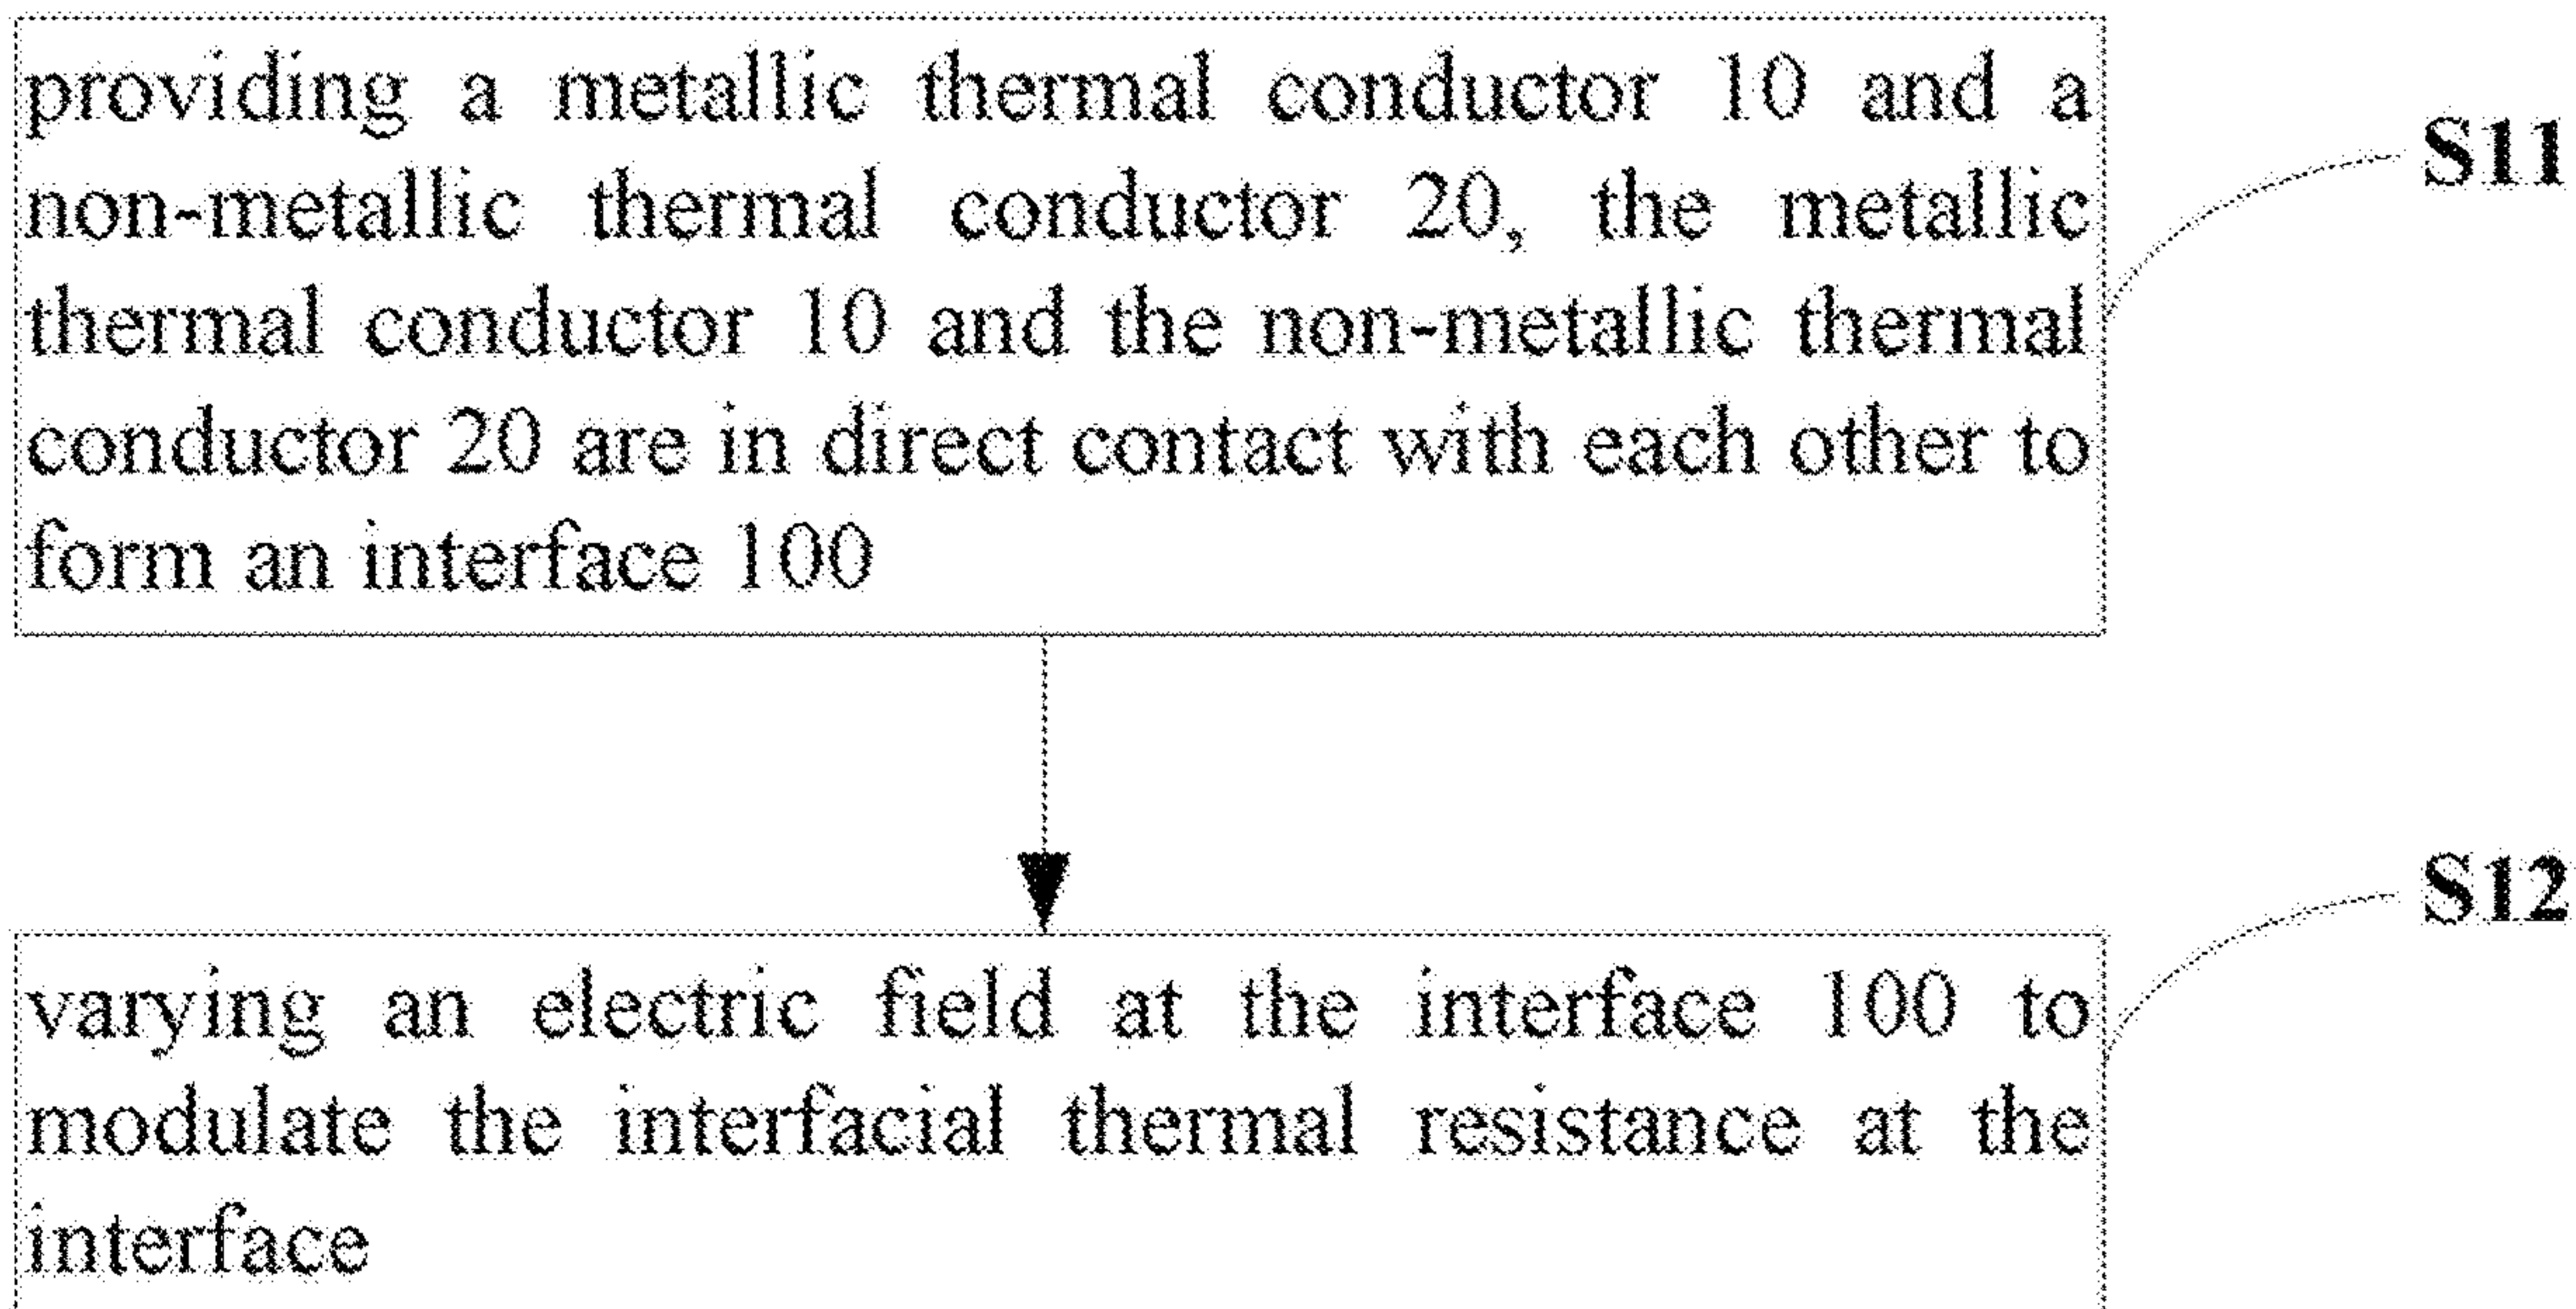 providing a metallic thermal conductor 10 and a
non-metallic thermal conductor 20, the metallic
thermal conductor 10 and the non-metallic thermal
conductor 20 are in direct contact with each other to
form an interface 100
S11
varying an electric field at the interface 100 to
modulate the interfacial thermal resistance at the
interface
S12